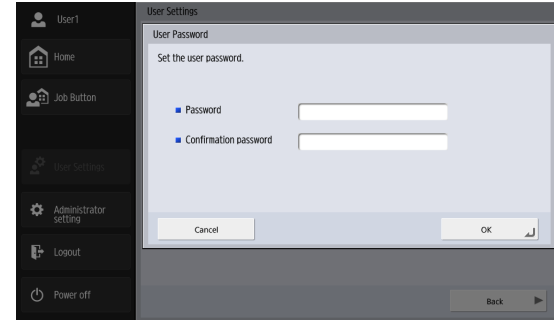 User1
Home
Job Button
User Settings
Administrator
setting
Logout
Power off
User Settings
User Password
Set the user password.
Password
Confirmation password
Cancel
OK
Back